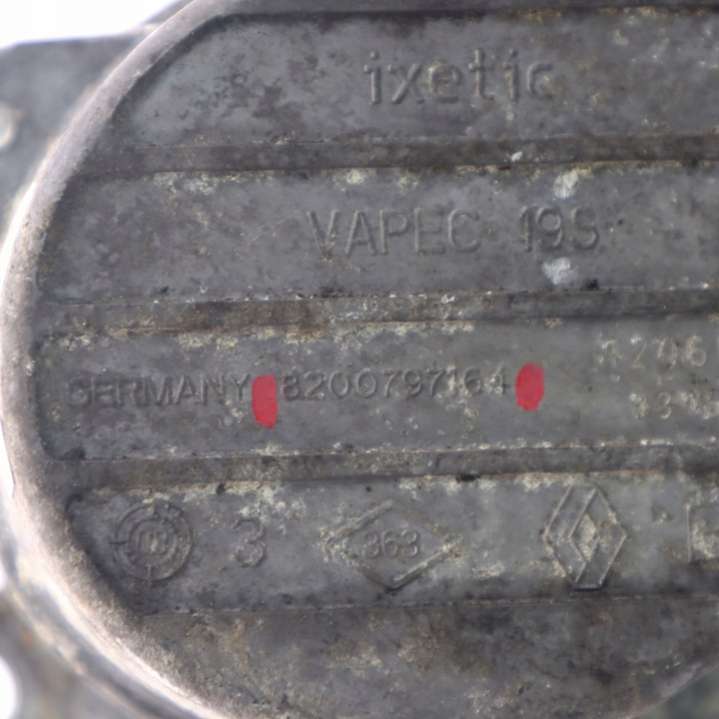 ixetic
VAPEC 19S
GERMANY 8200797164
3 363